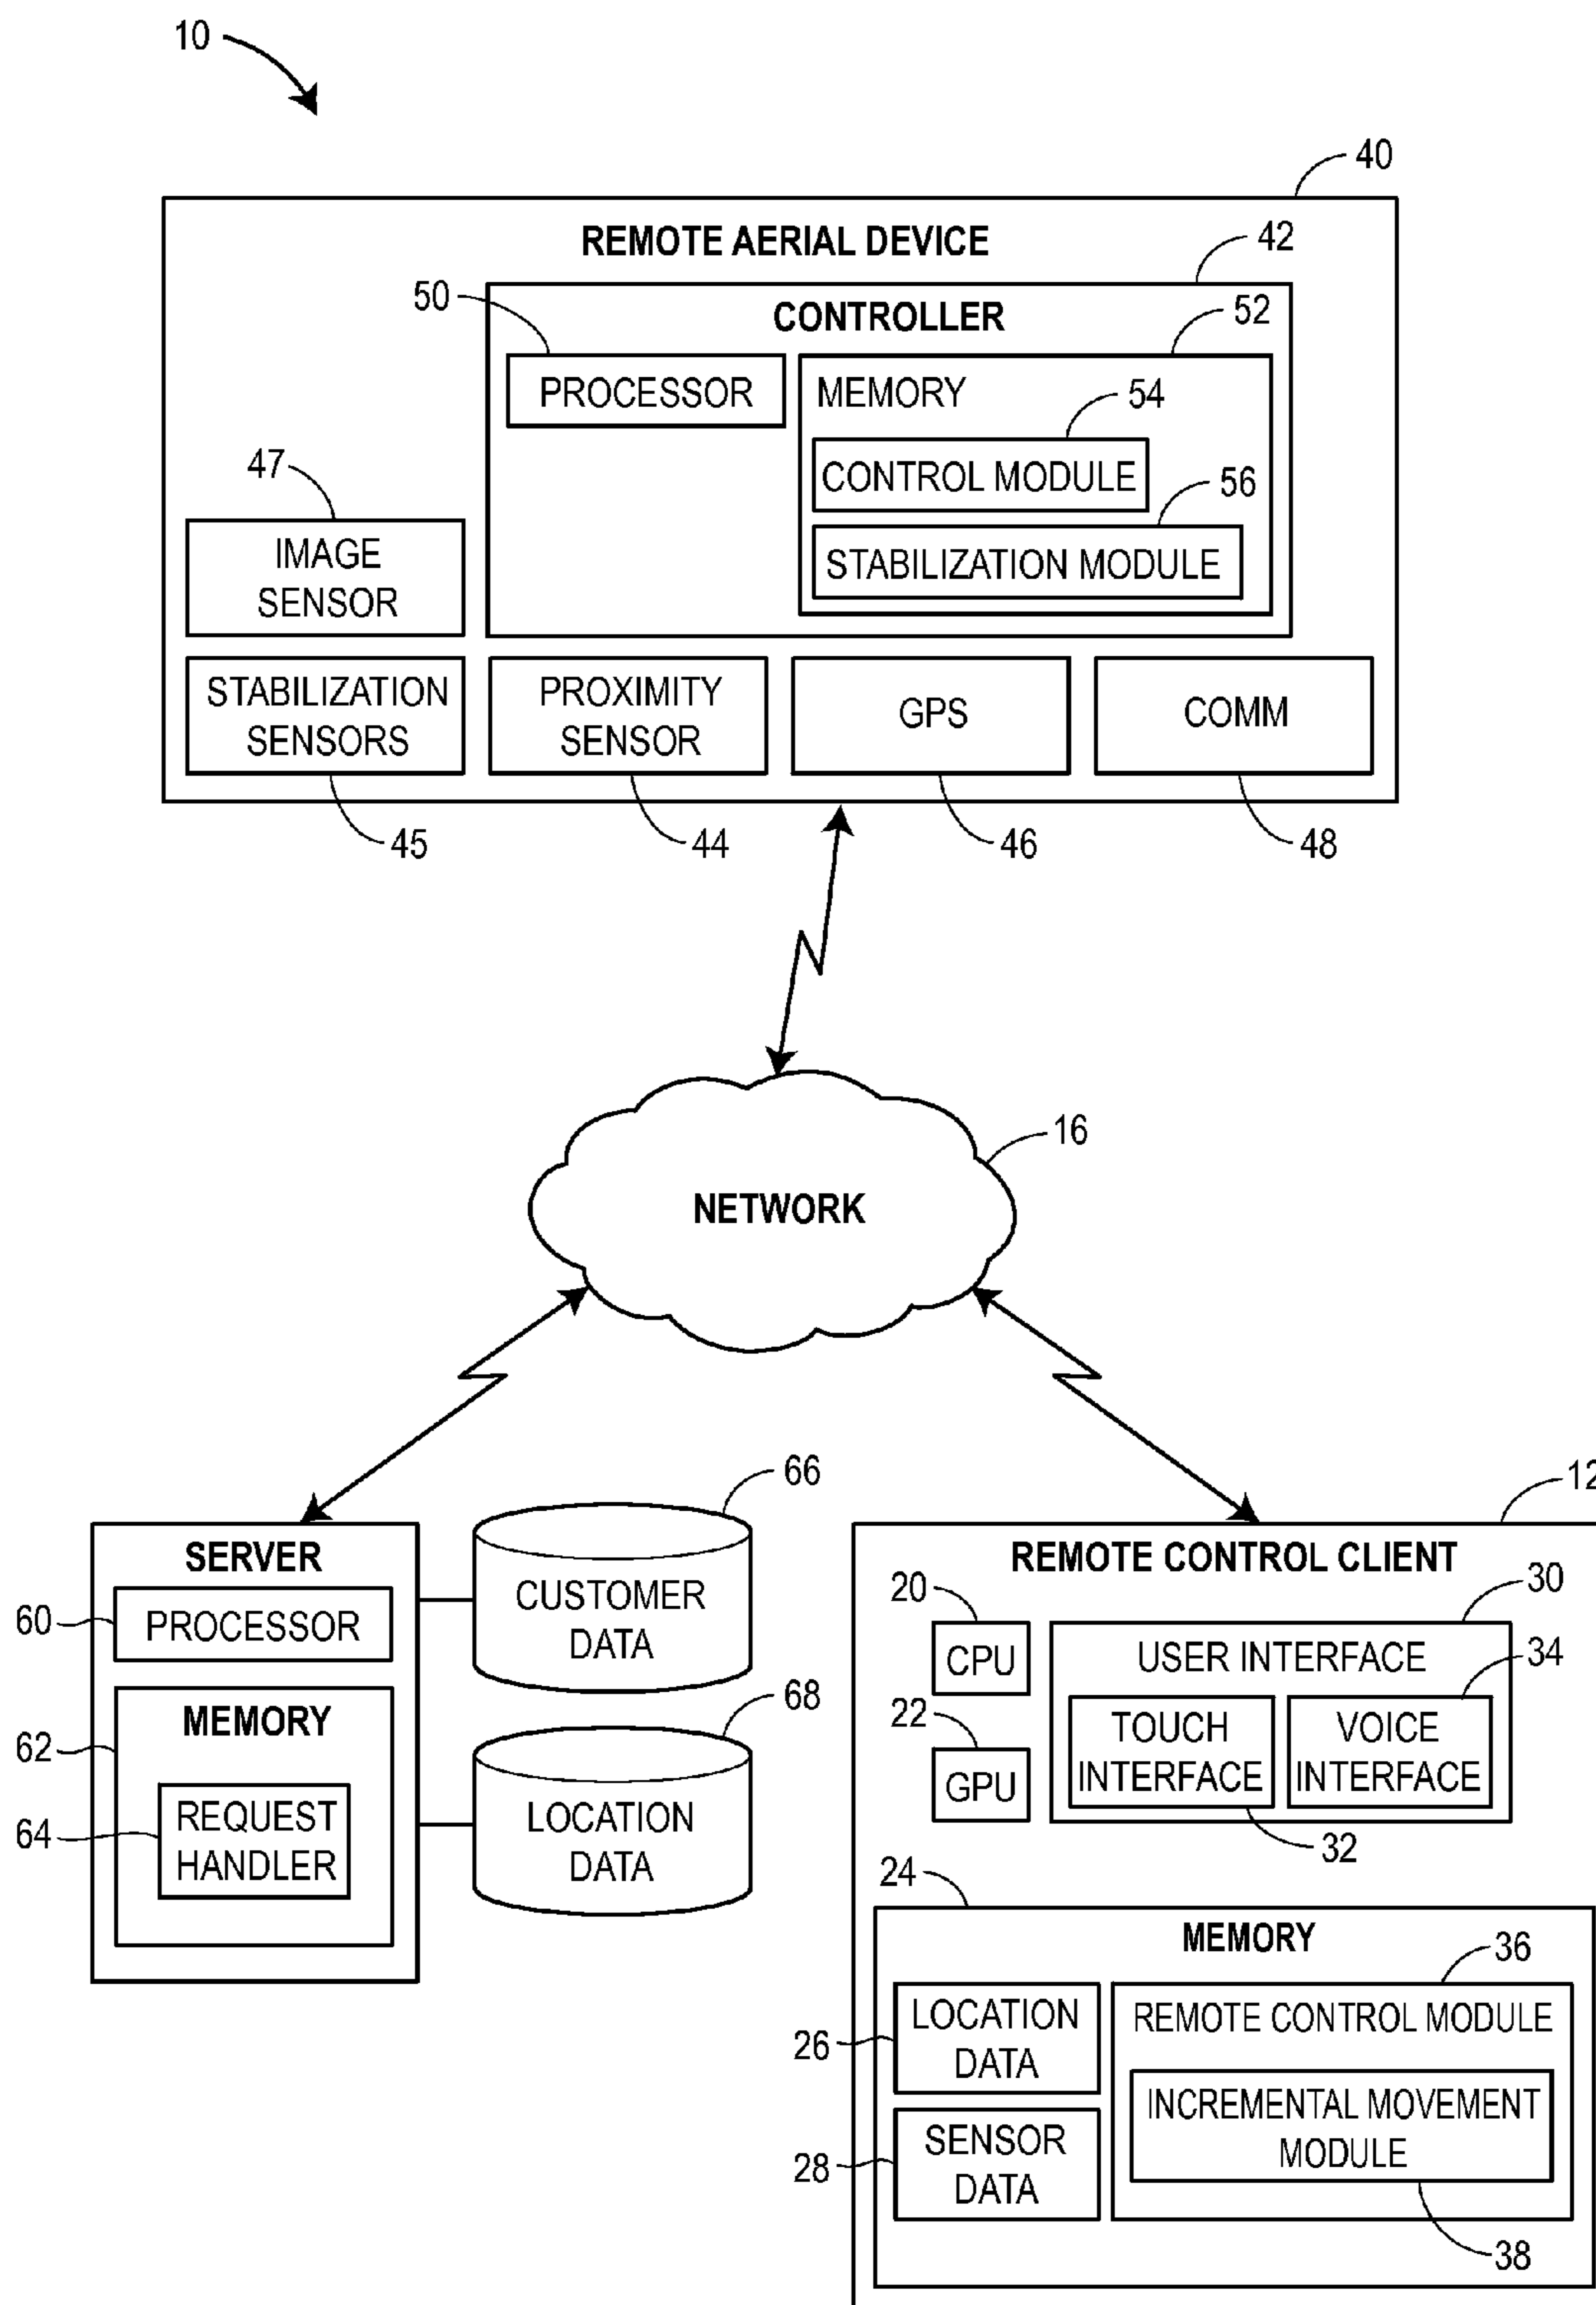 10
40
REMOTE AERIAL DEVICE
42
50
CONTROLLER
52
PROCESSOR
MEMORY
54
CONTROL MODULE
56
STABILIZATION MODULE
47
IMAGE
SENSOR
STABILIZATION
SENSORS
PROXIMITY
SENSOR
GPS
COMM
45
44
46
48
16
NETWORK
66
12
SERVER
60
PROCESSOR
CUSTOMER
DATA
62
MEMORY
68
64
REQUEST
HANDLER
LOCATION
DATA
REMOTE CONTROL CLIENT
20
30
CPU
USER INTERFACE
34
22
GPU
TOUCH
INTERFACE
VOICE
INTERFACE
32
24
MEMORY
36
26
LOCATION
DATA
REMOTE CONTROL MODULE
28
SENSOR
DATA
INCREMENTAL MOVEMENT
MODULE
38